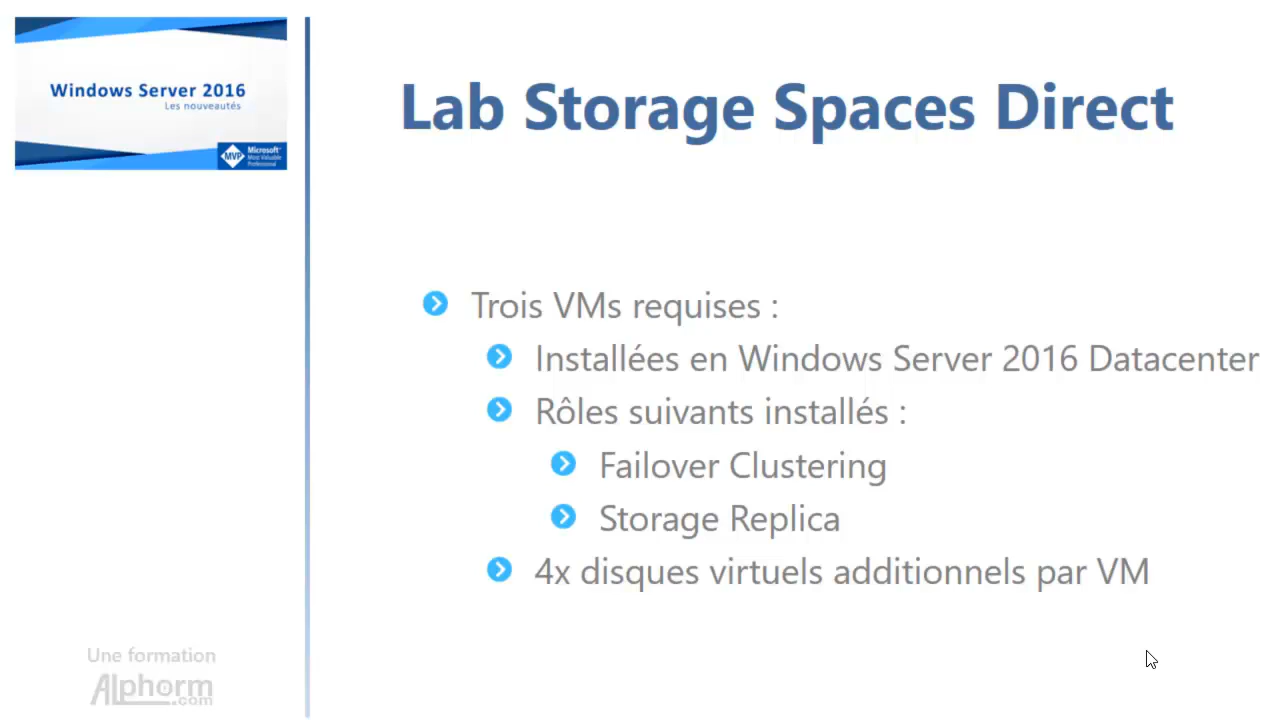 Windows Server 2016
Les nouveautés
MVP
Microsoft
Most Valuable
Professional
Lab Storage Spaces Direct
Trois VMs requises :
Installées en Windows Server 2016 Datacenter
Rôles suivants installés :
Failover Clustering
Storage Replica
4x disques virtuels additionnels par VM
Une formation
Alphorm
.com